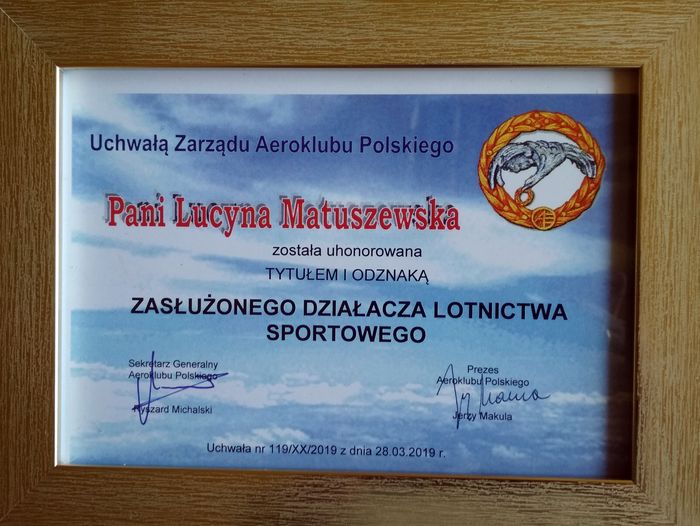 Uchwałą Zarządu Aeroklubu Polskiego
Pani Lucyna Matuszewska
została uhonorowana
TYTUŁEM I ODZNAKĄ
ZASŁUŻONEGO DZIAŁACZA LOTNICTWA
SPORTOWEGO
Sekretarz Generalny
Aeroklubu Polskiego
Ryszard Michalski
Prezes
Aeroklubu Polskiego
Jerzy Makula
Uchwała nr 119/XX/2019 z dnia 28.03.2019 r.